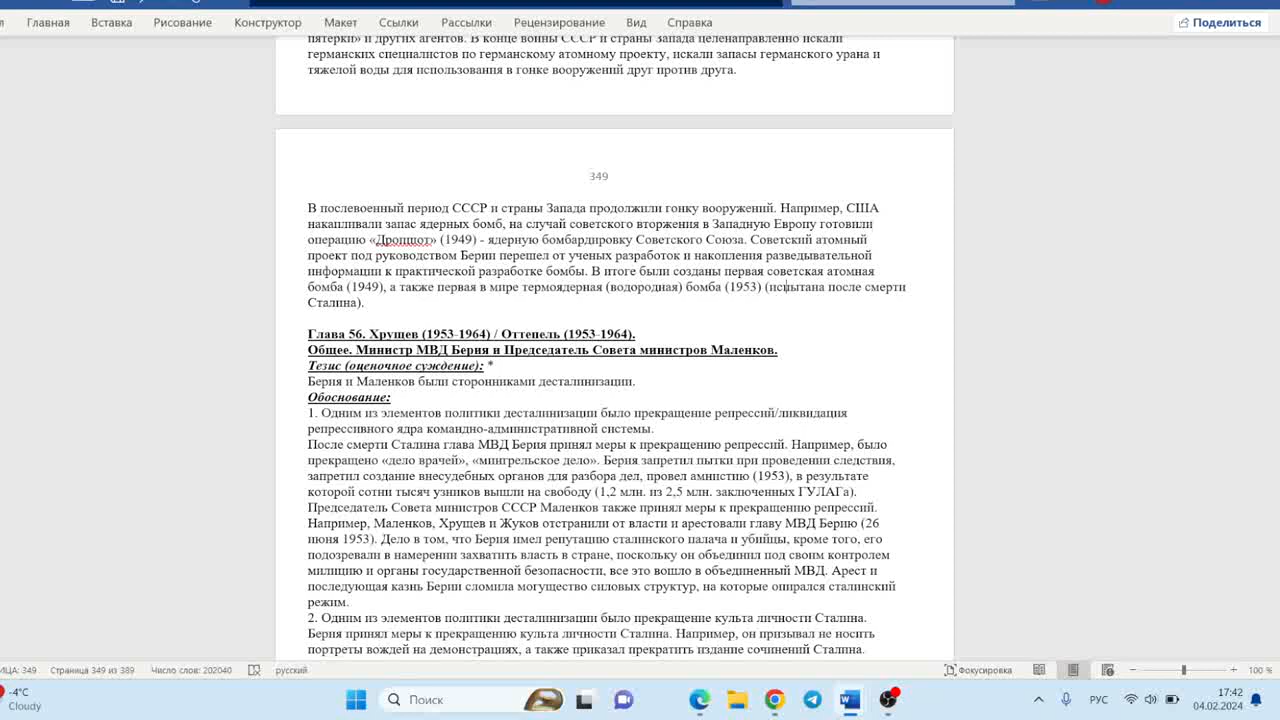 Главная Вставка Рисование Конструктор Макет Ссылки Рассылки Рецензирование Вид Справка Поделиться
пятерки» и других агентов. В конце войны СССР и страны Запада целенаправленно искали
германских специалистов по германскому атомному проекту, искали запасы германского урана и
тяжелой воды для использования в гонке вооружений друг против друга.
349
В послевоенный период СССР и страны Запада продолжили гонку вооружений. Например, США
накапливали запас ядерных бомб, на случай советского вторжения в Западную Европу готовили
операцию «Дропшот» (1949) - ядерную бомбардировку Советского Союза. Советский атомный
проект под руководством Берии перешел от ученых разработок и накопления разведывательной
информации к практической разработке бомбы. В итоге были созданы первая советская атомная
бомба (1949), а также первая в мире термоядерная (водородная) бомба (1953) (испытана после смерти
Сталина).
Глава 56. Хрущев (1953-1964) / Оттепель (1953-1964).
Общее. Министр МВД Берия и Председатель Совета министров Маленков.
Тезис (оценочное суждение): *
Берия и Маленков были сторонниками десталинизации.
Обоснование:
1. Одним из элементов политики десталинизации было прекращение репрессий/ликвидация
репрессивного ядра командно-административной системы.
После смерти Сталина глава МВД Берия принял меры к прекращению репрессий. Например, было
прекращено «дело врачей», «мингрельское дело». Берия запретил пытки при проведении следствия,
запретил создание внесудебных органов для разбора дел, провел амнистию (1953), в результате
которой сотни тысяч узников вышли на свободу (1,2 млн. из 2,5 млн. заключенных ГУЛАГа).
Председатель Совета министров СССР Маленков также принял меры к прекращению репрессий.
Например, Маленков, Хрущев и Жуков отстранили от власти и арестовали главу МВД Берию (26
июня 1953). Дело в том, что Берия имел репутацию сталинского палача и убийцы, кроме того, его
подозревали в намерении захватить власть в стране, поскольку он объединил под своим контролем
милицию и органы государственной безопасности, все это вошло в объединенный МВД. Арест и
последующая казнь Берии сломила могущество силовых структур, на которые опирался сталинский
режим.
2. Одним из элементов политики десталинизации было прекращение культа личности Сталина.
Берия принял меры к прекращению культа личности Сталина. Например, он призывал не носить
портреты вождей на демонстрациях, а также приказал прекратить издание сочинений Сталина.
ИЦА: 349 Страница 349 из 389 Число слов: 202040 русский Фокусировка 100 %
-4°C
Cloudy
Поиск
РУС
17:42
04.02.2024